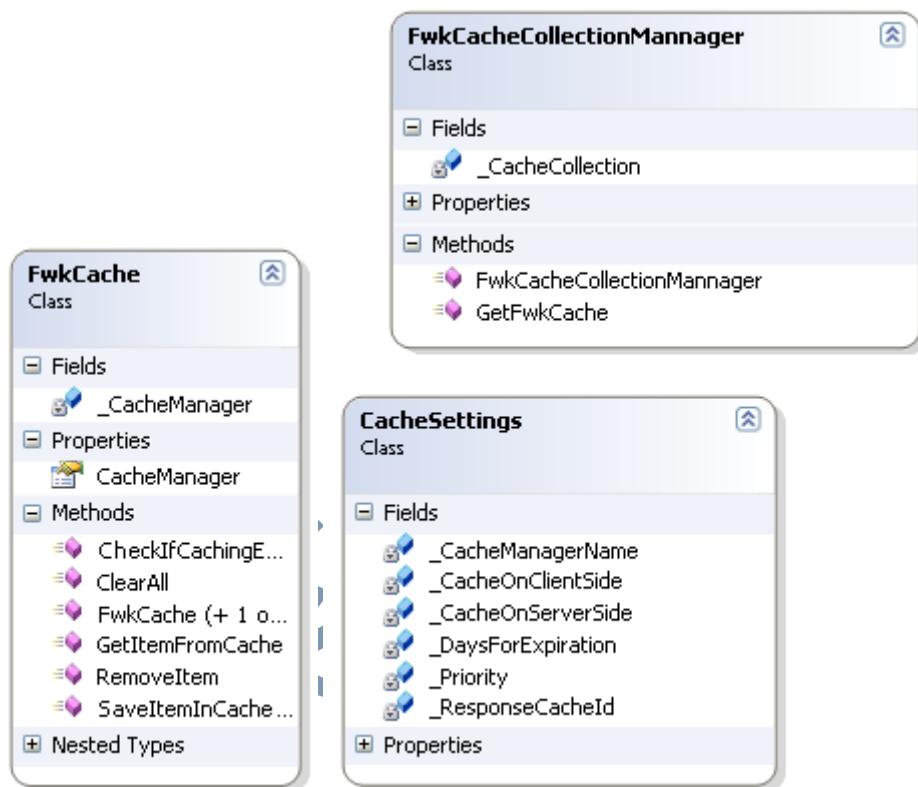 FwkCacheCollectionMannager
Class
Fields
_CacheCollection
Properties
Methods
FwkCacheCollectionMannager
GetFwkCache
FwkCache
Class
Fields
_CacheManager
Properties
CacheManager
Methods
CheckIfCachingE...
ClearAll
FwkCache (+ 1 o...
GetItemFromCache
RemoveItem
SaveItemInCache ...
Nested Types
CacheSettings
Class
Fields
_CacheManagerName
_CacheOnClientSide
_CacheOnServerSide
_DaysForExpiration
_Priority
_ResponseCacheId
Properties